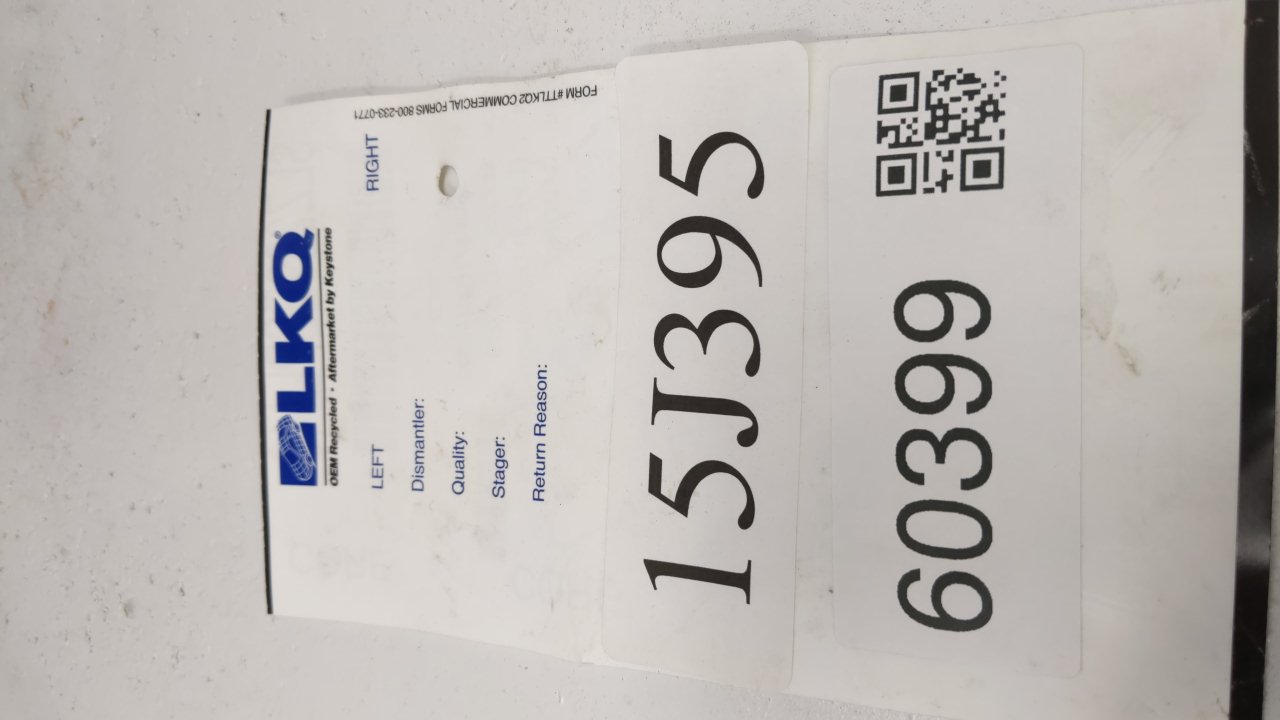 LKQ®
OEM Recycled • Aftermarket by Keystone
LEFT RIGHT
Dismantler:
Quality:
Stager:
Return Reason:
FORM #TTLKQ2 COMMERCIAL FORMS 800-233-0771
15J395
60399